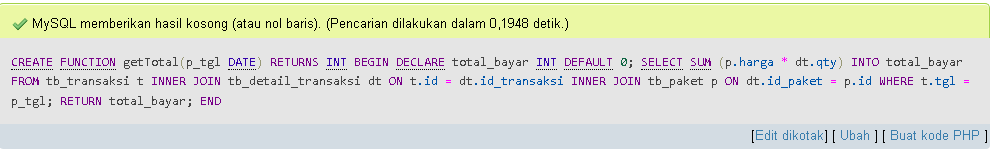 MySQL memberikan hasil kosong (atau nol baris). (Pencarian dilakukan dalam 0,1948 detik.)
CREATE FUNCTION getTotal(p_tgl DATE) RETURNS INT BEGIN DECLARE total_bayar INT DEFAULT 0; SELECT SUM (p.harga * dt.qty) INTO total_bayar
FROM tb_transaksi t INNER JOIN tb_detail_transaksi dt ON t.id = dt.id_transaksi INNER JOIN tb_paket p ON dt.id_paket = p.id WHERE t.tgl =
p_tgl; RETURN total_bayar; END
[Edit dikotak] [ Ubah ] [ Buat kode PHP ]